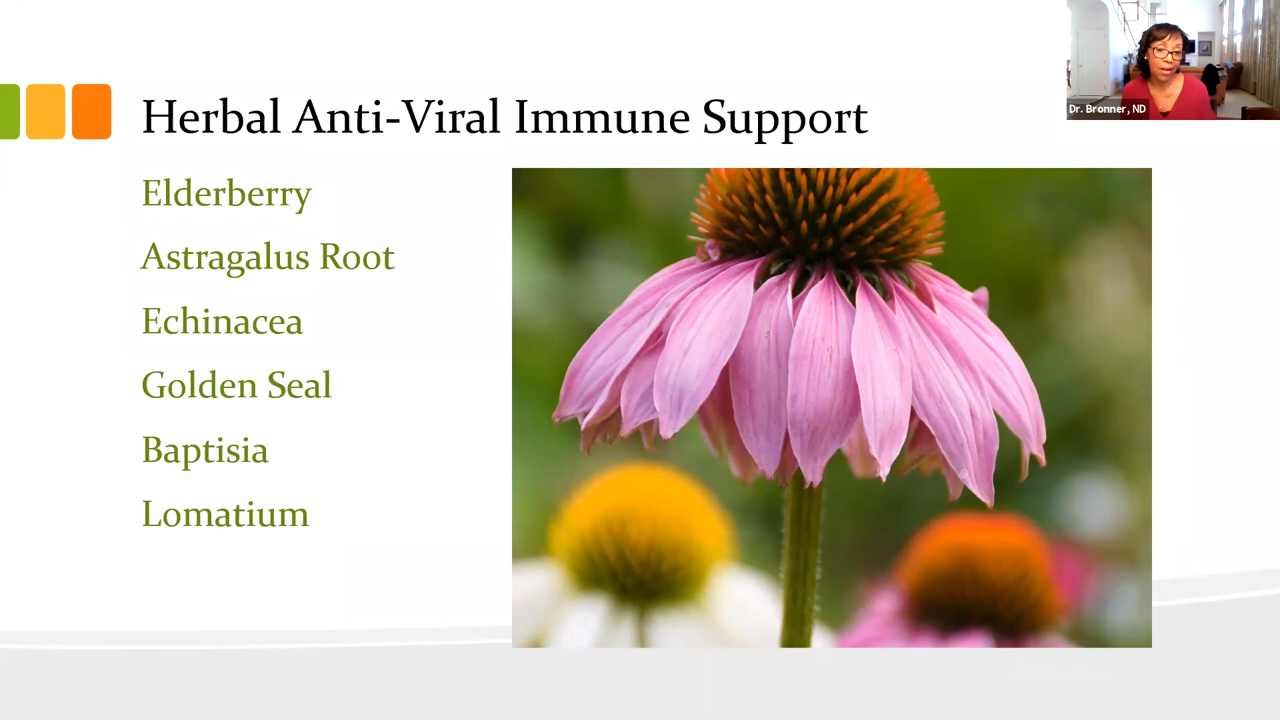 Dr. Bronner, ND
Herbal Anti-Viral Immune Support
Elderberry
Astragalus Root
Echinacea
Golden Seal
Baptisia
Lomatium